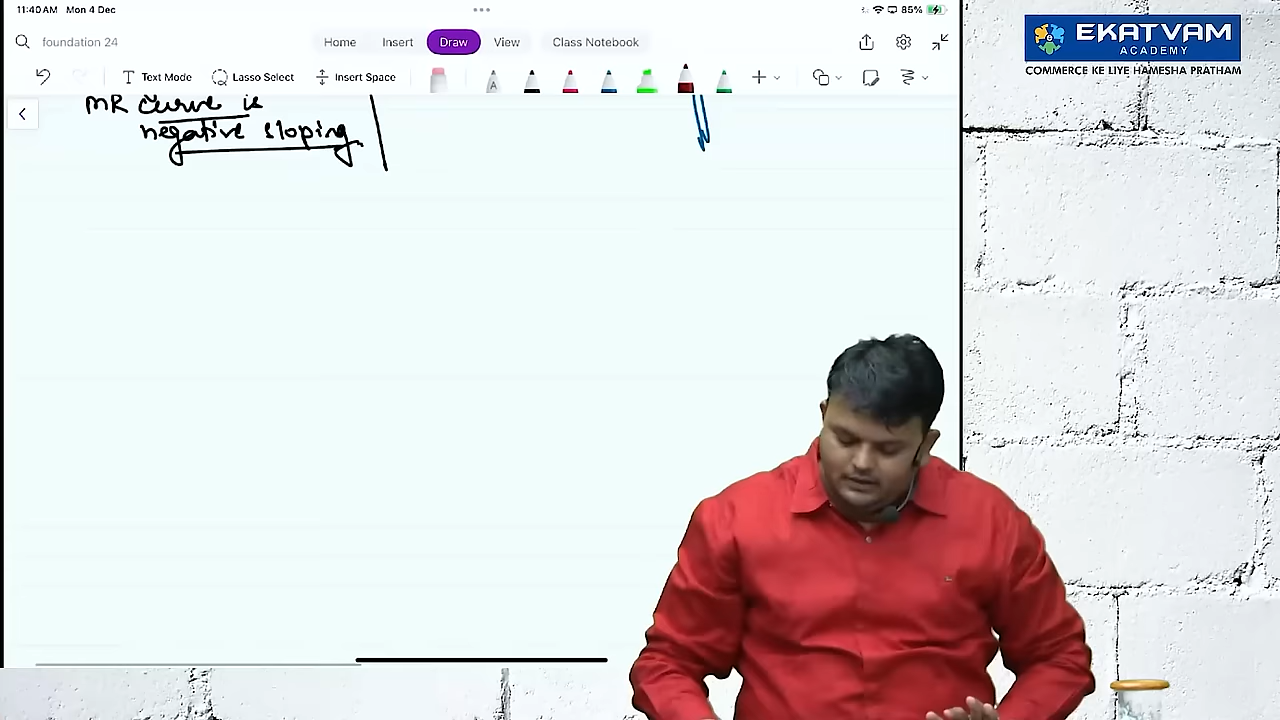 11:40 AM Mon 4 Dec
85%
foundation 24
Home Insert Draw View Class Notebook
Text Mode Lasso Select Insert Space
MR curve is
negative sloping
EKATVAM
ACADEMY
COMMERCE KE LIYE HAMESHA PRATHAM